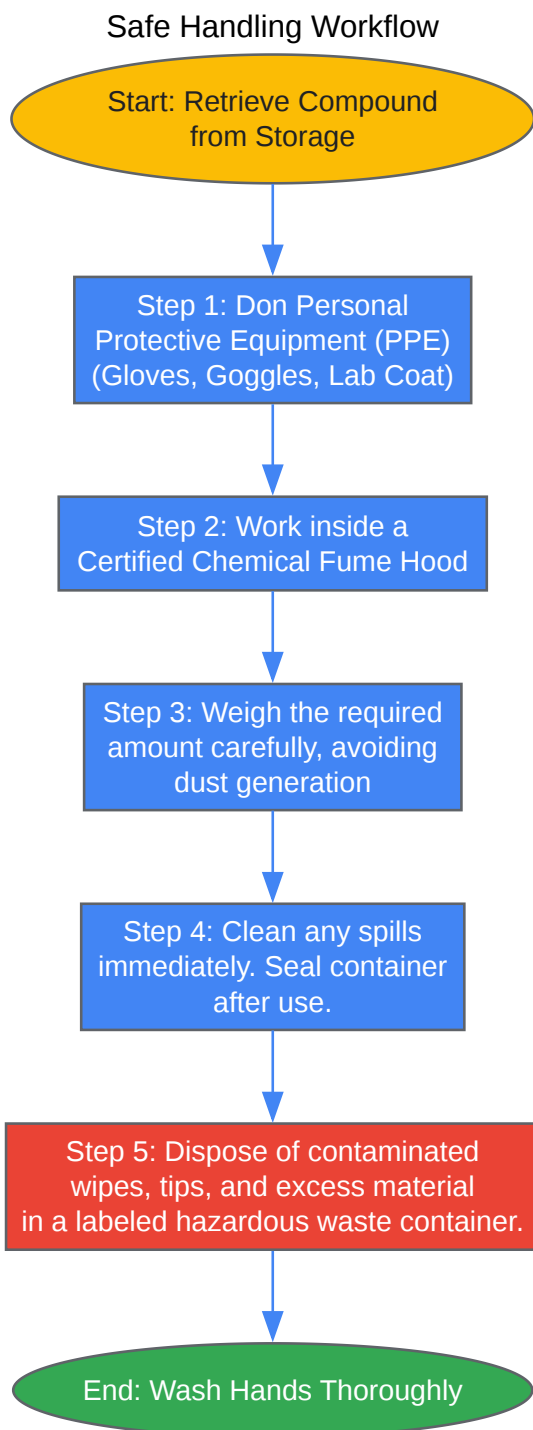 Safe Handling Workflow
Start: Retrieve Compound
from Storage
Step 1: Don Personal
Protective Equipment (PPE)
(Gloves, Goggles, Lab Coat)
Step 2: Work inside a
Certified Chemical Fume Hood
Step 3: Weigh the required
amount carefully, avoiding
dust generation
Step 4: Clean any spills
immediately. Seal container
after use.
Step 5: Dispose of contaminated
wipes, tips, and excess material
in a labeled hazardous waste container.
End: Wash Hands Thoroughly